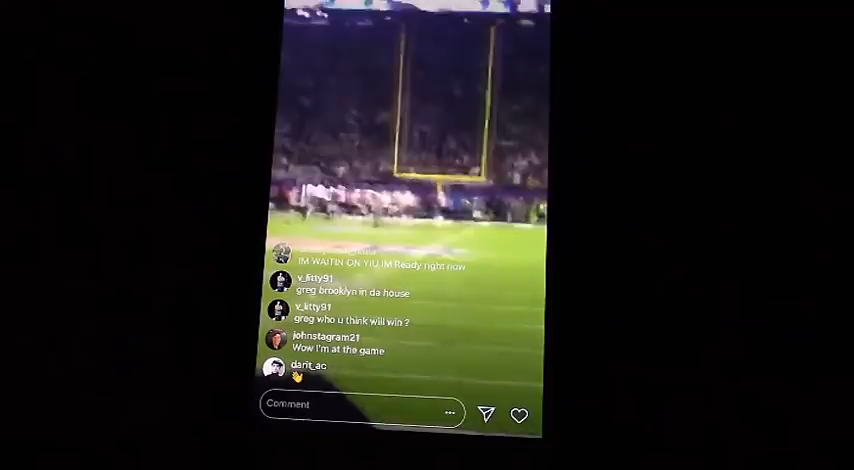 IM WAITIN ON YIU IM Ready right now
v_litty91
greg brooklyn in da house
v_litty91
greg who u think will win ?
johnstagram21
Wow I'm at the game
darit_ac
👋
Comment